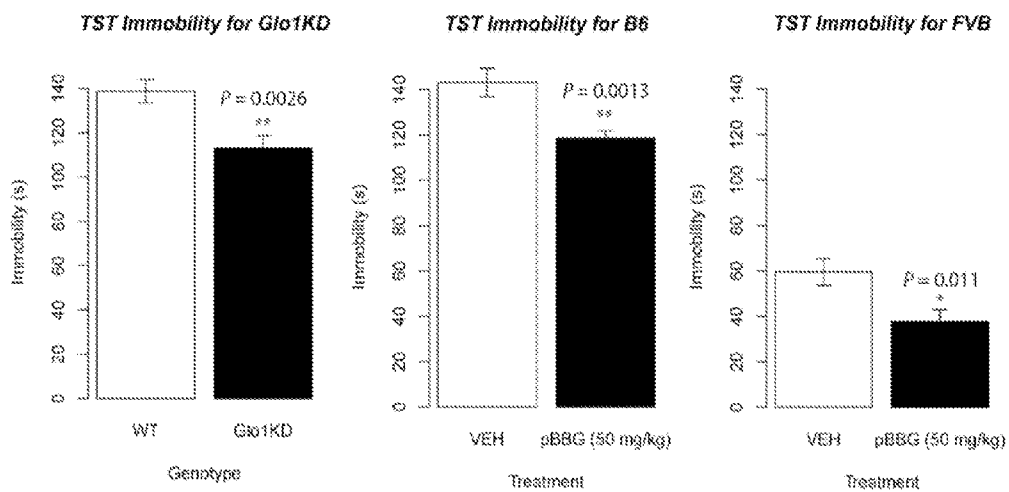 TST Immobility for Glo1KD
Immobility (s)
0 20 40 60 80 100 120 140
P = 0.0026
**
WT Glo1KD
Genotype
TST Immobility for B6
Immobility (s)
0 20 40 60 80 100 120 140
P = 0.0013
**
VEH pBBG (50 mg/kg)
Treatment
TST Immobility for FVB
Immobility (s)
0 20 40 60 80 100 120 140
P = 0.011
*
VEH pBBG (50 mg/kg)
Treatment